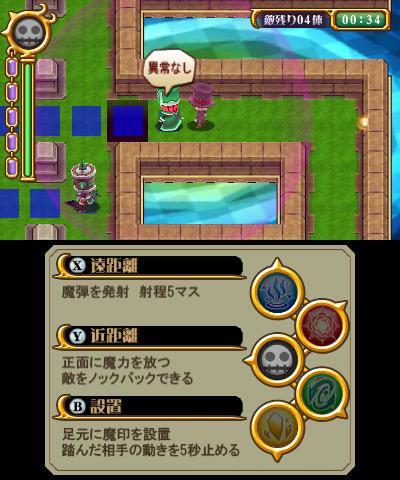 敵残り04体 00:34
異常なし
X 遠距離
魔弾を発射 射程5マス
Y 近距離
正面に魔力を放つ
敵をノックバックできる
B 設置
足元に魔印を設置
踏んだ相手の動きを5秒止める